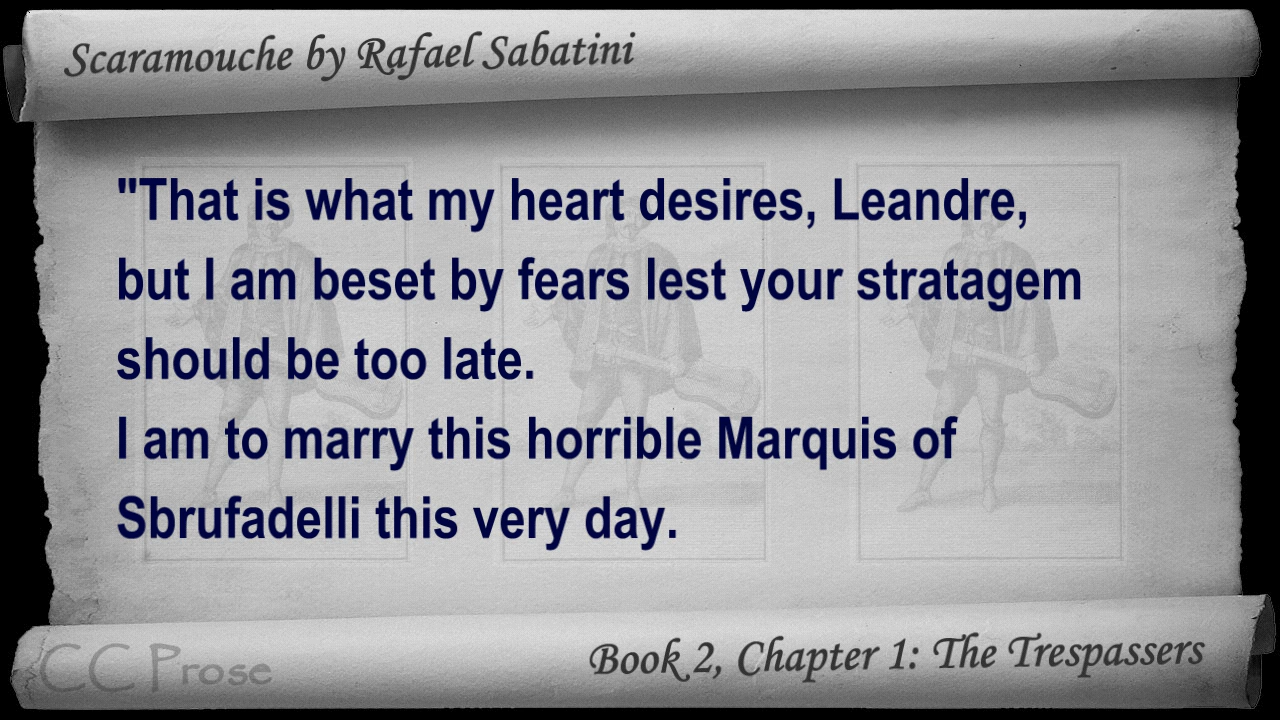 Scaramouche by Rafael Sabatini
"That is what my heart desires, Leandre,
but I am beset by fears lest your stratagem
should be too late.
I am to marry this horrible Marquis of
Sbrufadelli this very day.
CC Prose
Book 2, Chapter 1: The Trespassers